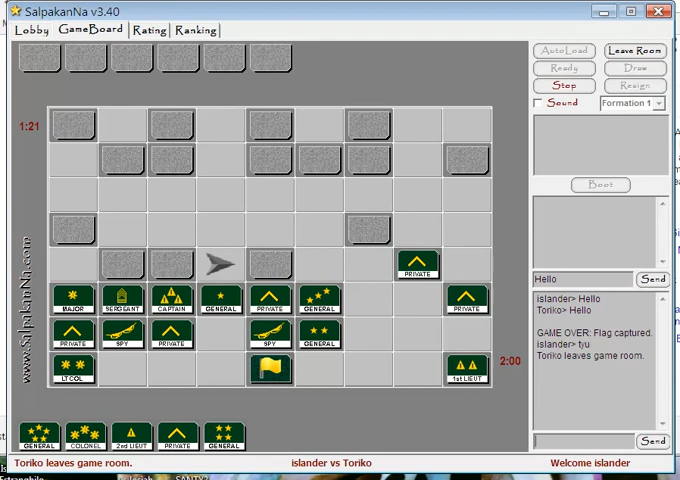 SalpakanNa v3.40
Lobby GameBoard Rating Ranking
AutoLoad Leave Room
Ready Draw
Stop Resign
Sound Formation 1
1:21
Boot
www.SalpakanNa.com
PRIVATE
Hello Send
MAJOR SERGEANT CAPTAIN GENERAL PRIVATE GENERAL PRIVATE
islander> Hello
Toriko> Hello
GAME OVER: Flag captured.
islander> tyu
Toriko leaves game room.
PRIVATE SPY PRIVATE SPY GENERAL
2:00
LT COL 1st LIEUT
GENERAL COLONEL 2nd LIEUT PRIVATE GENERAL
Send
Toriko leaves game room. islander vs Toriko Welcome islander